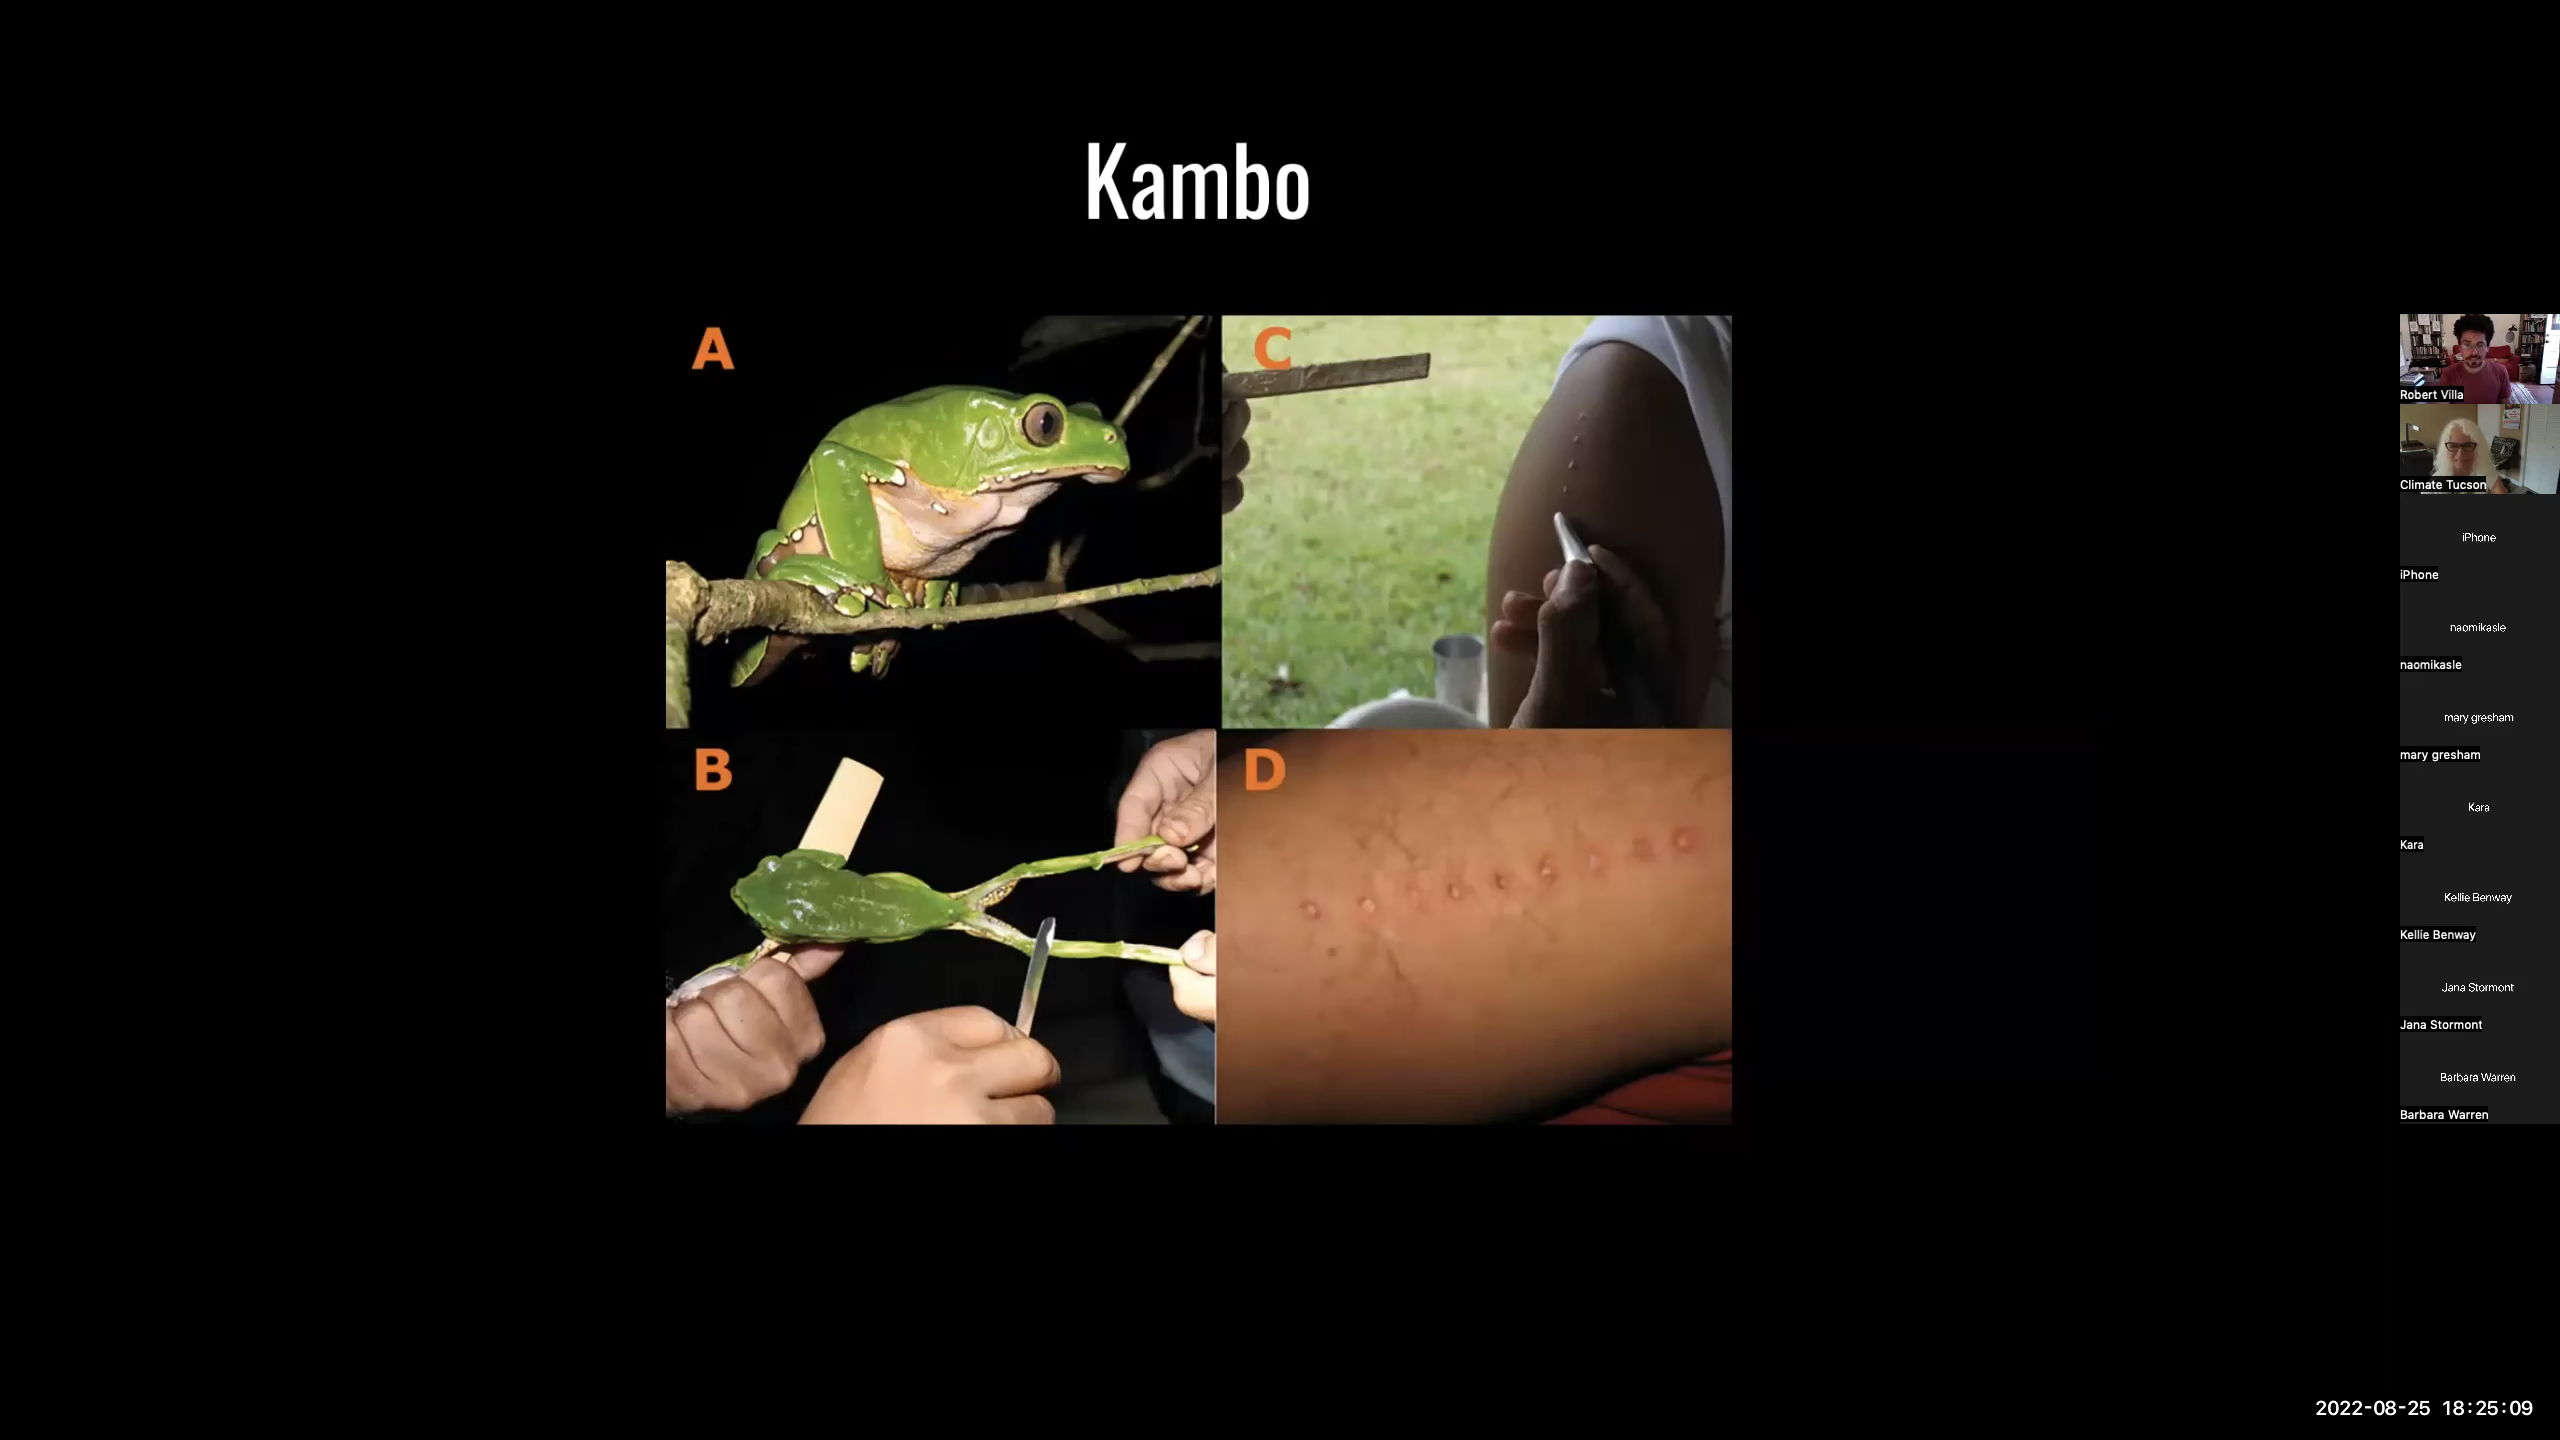 Kambo
A
C
B
D
Robert Villa
Climate Tucson
iPhone
iPhone
naomikasle
naomikasle
mary gresham
mary gresham
Kara
Kara
Kellie Benway
Kellie Benway
Jana Stormont
Jana Stormont
Barbara Warren
Barbara Warren
2022-08-25 18:25:09